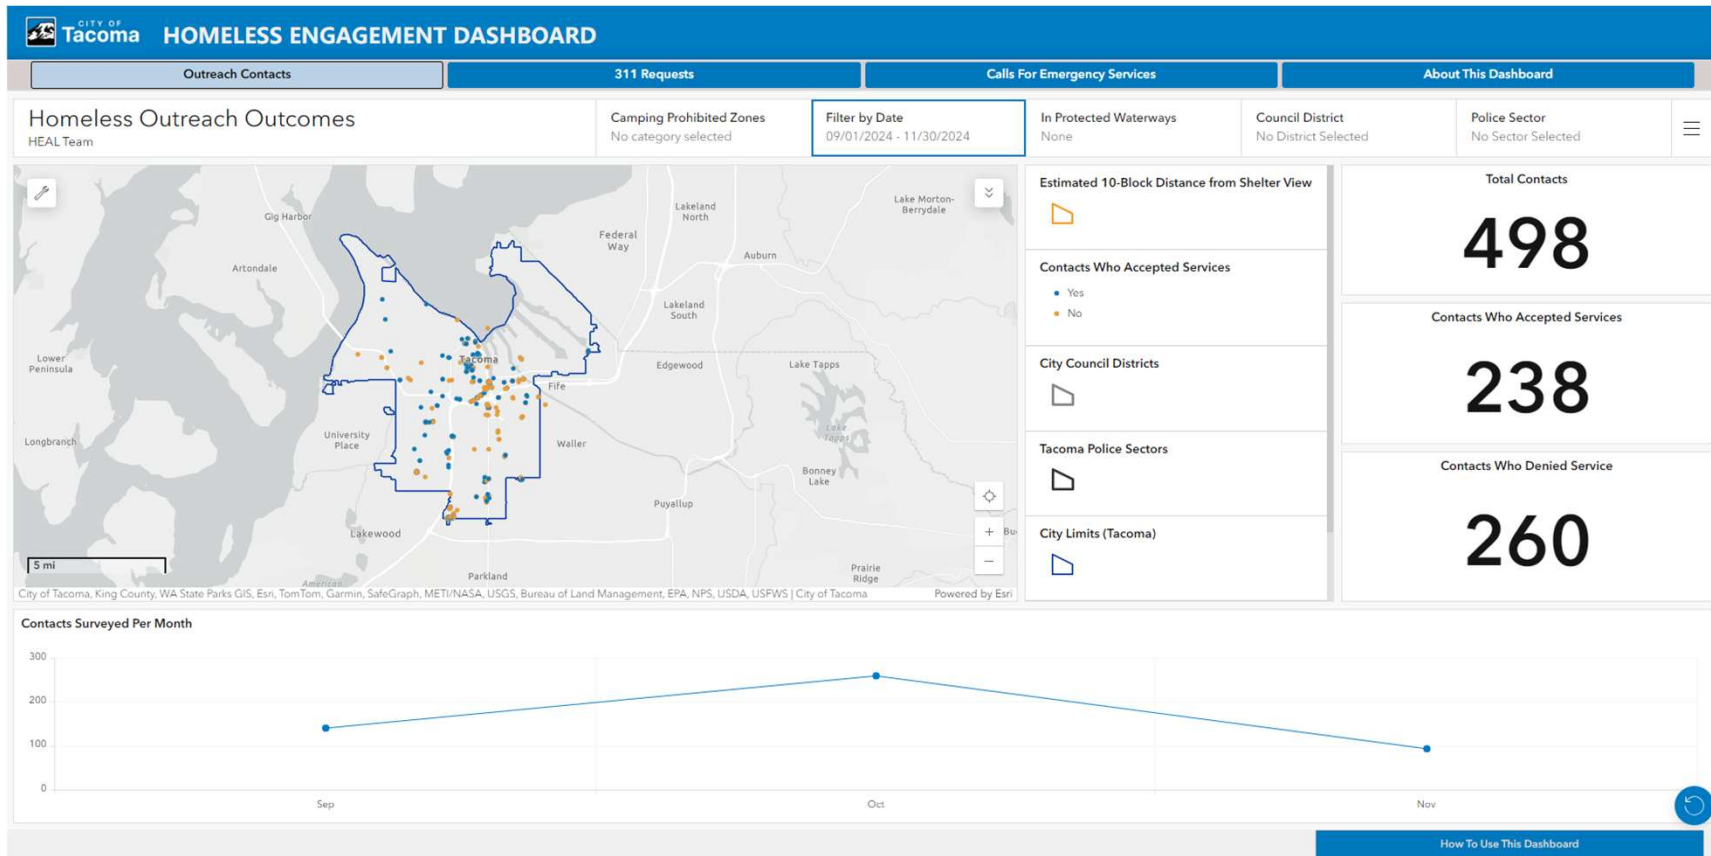 CITY OF
Tacoma
HOMELESS ENGAGEMENT DASHBOARD
Outreach Contacts
311 Requests
Calls For Emergency Services
About This Dashboard
Homeless Outreach Outcomes
HEAL Team
Camping Prohibited Zones
No category selected
Filter by Date
09/01/2024 - 11/30/2024
In Protected Waterways
None
Council District
No District Selected
Police Sector
No Sector Selected
Gig Harbor
Artondale
Lower
Peninsula
Longbranch
University
Place
Lakewood
Tacoma
Fife
Federal
Way
Lakeland
North
Lake Morton-
Berrydale
Auburn
Lakeland
South
Edgewood
Lake Tapps
Lake
Tapps
Waller
Bonney
Lake
Puyallup
Parkland
Prairie
Ridge
American
Bu
5 mi
City of Tacoma, King County, WA State Parks GIS, Esri, TomTom, Garmin, SafeGraph, METI/NASA, USGS, Bureau of Land Management, EPA, NPS, USDA, USFWS | City of Tacoma
Powered by Esri
Estimated 10-Block Distance from Shelter View
Contacts Who Accepted Services
Yes
No
City Council Districts
Tacoma Police Sectors
City Limits (Tacoma)
Total Contacts
498
Contacts Who Accepted Services
238
Contacts Who Denied Service
260
Contacts Surveyed Per Month
300
200
100
0
Sep
Oct
Nov
How To Use This Dashboard